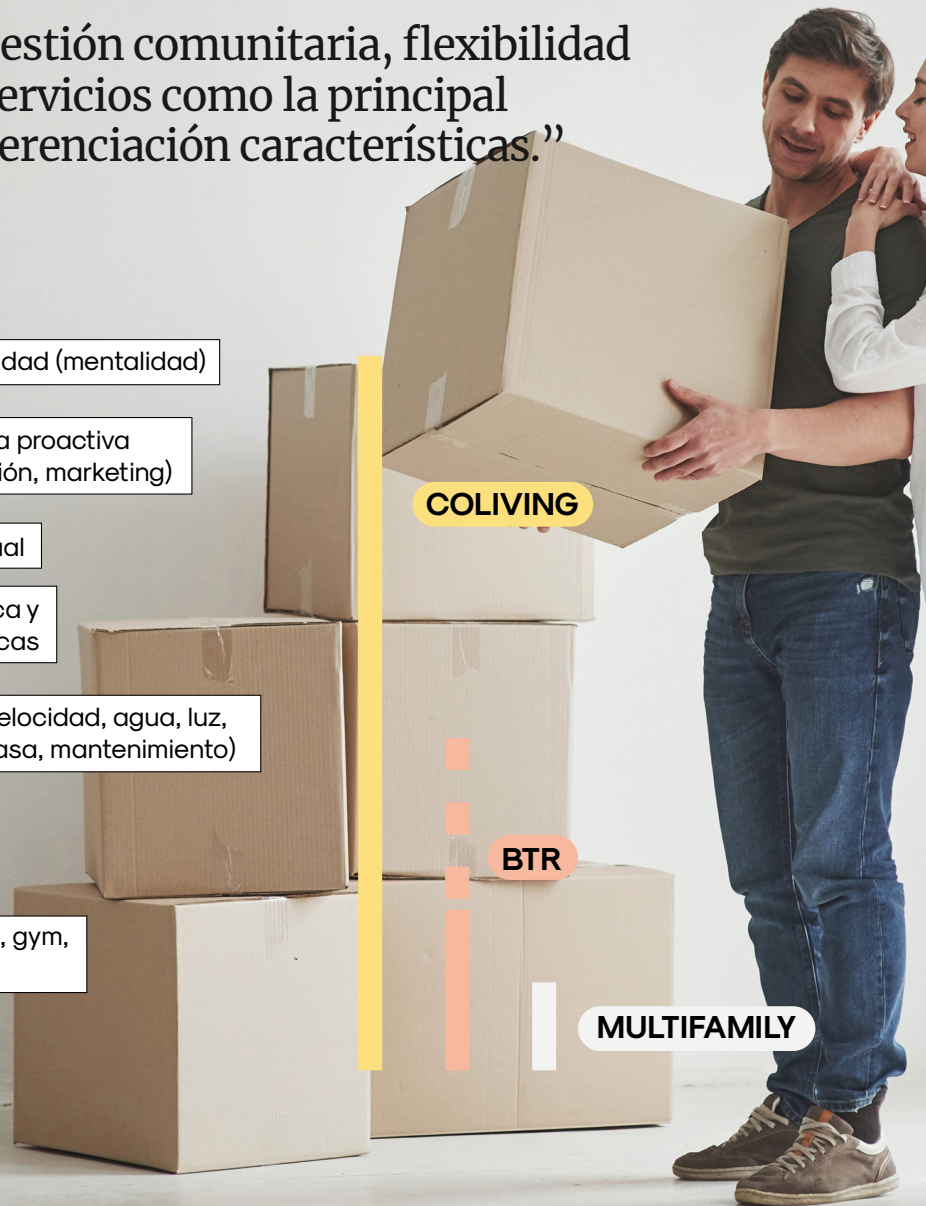 estión comunitaria, flexibilidad
ervicios como la principal
erenciación características.”
dad (mentalidad)
a proactiva
ión, marketing)
COLIVING
ual
ca y
cas
elocidad, agua, luz,
asa, mantenimiento)
BTR
, gym,
MULTIFAMILY